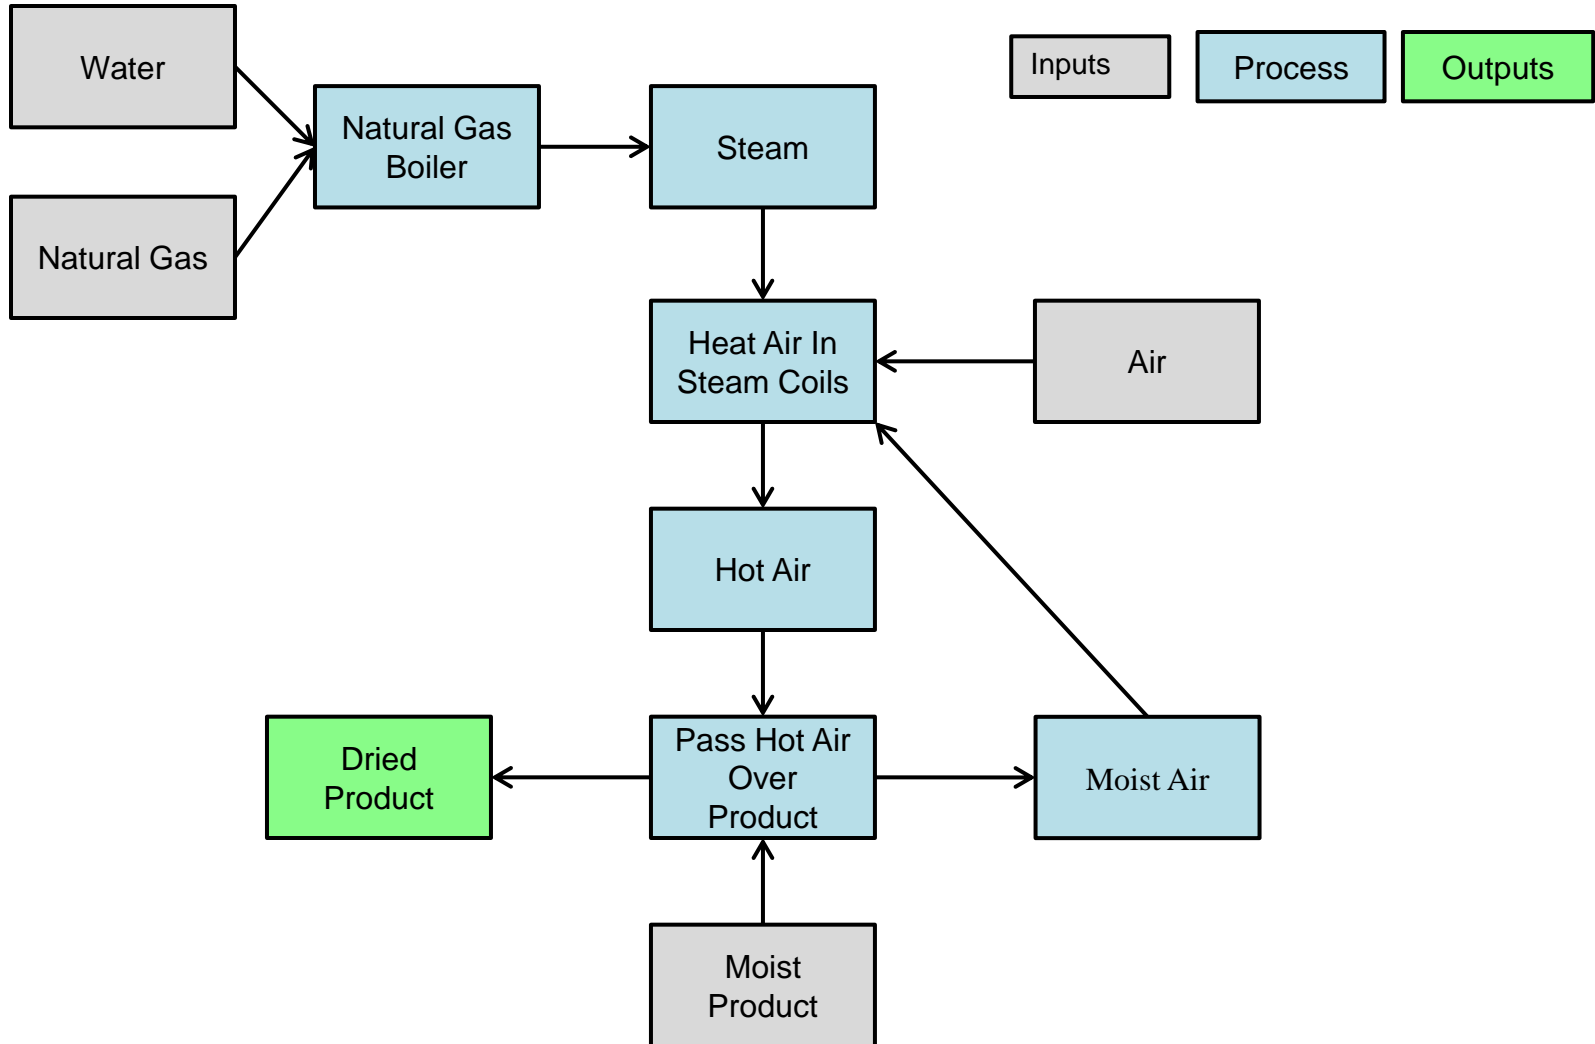 Water
Inputs
Process
Outputs
Natural Gas
Boiler
Steam
Natural Gas
Heat Air In
Steam Coils
Air
Hot Air
Dried
Product
Pass Hot Air
Over
Product
Moist Air
Moist
Product